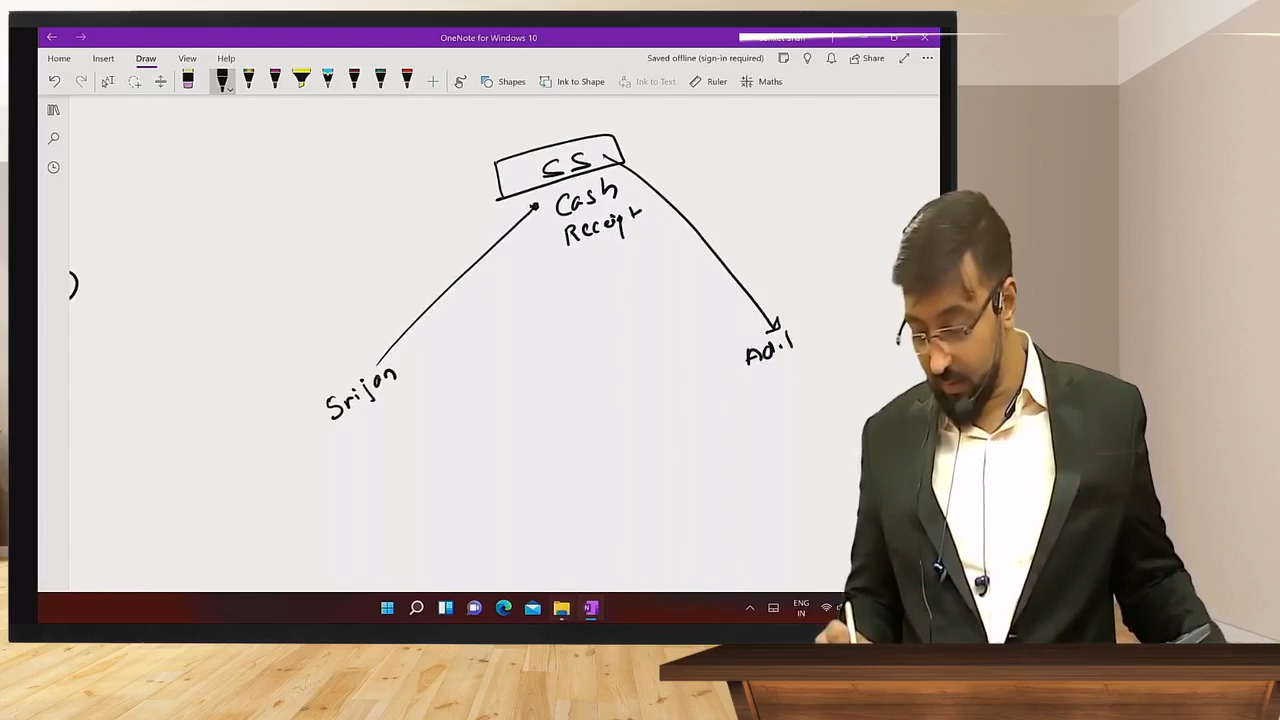 OneNote for Windows 10
Home Insert Draw View Help
Saved offline (sign-in required) Share
Shapes Ink to Shape Ink to Text Ruler Maths
SS
Cash
Receipt
Srijan
Adil
ENG
IN